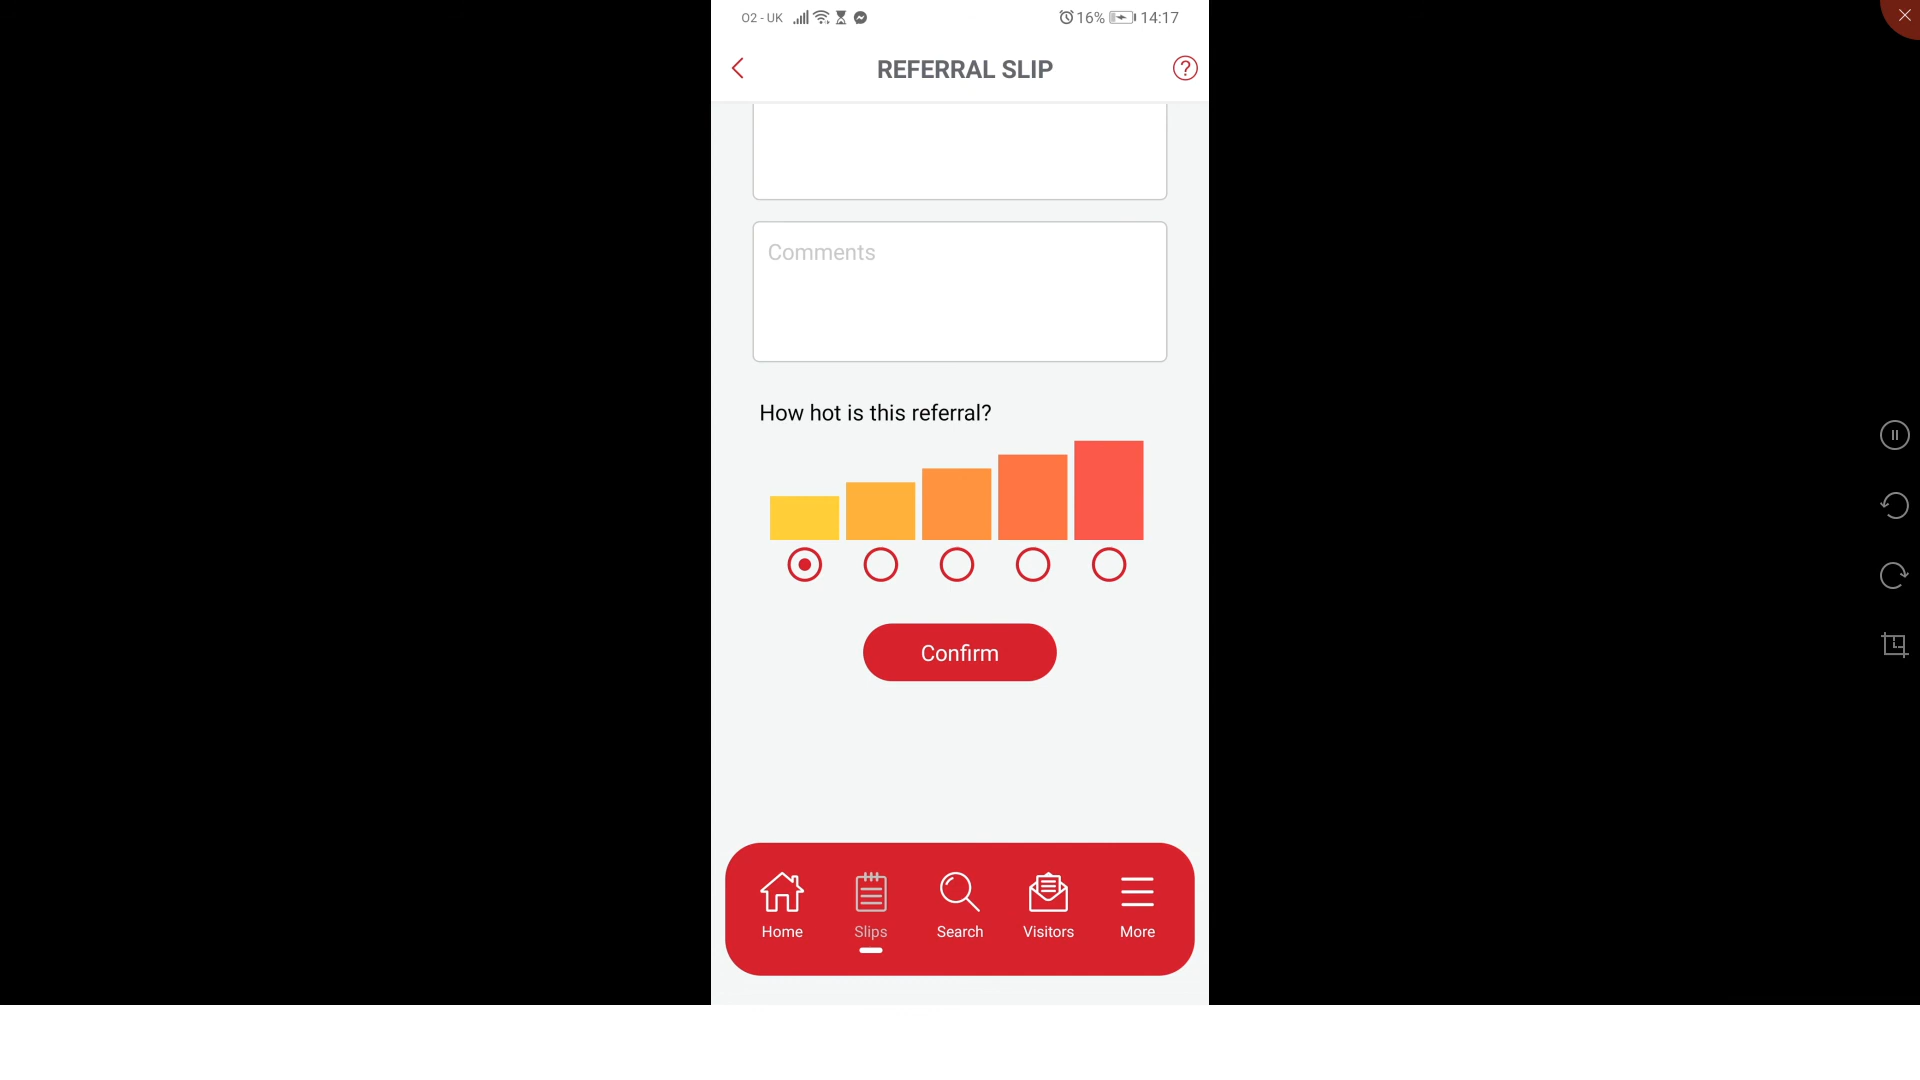 O2 - UK 16% 14:17
REFERRAL SLIP
Comments
How hot is this referral?
Confirm
Home Slips Search Visitors More